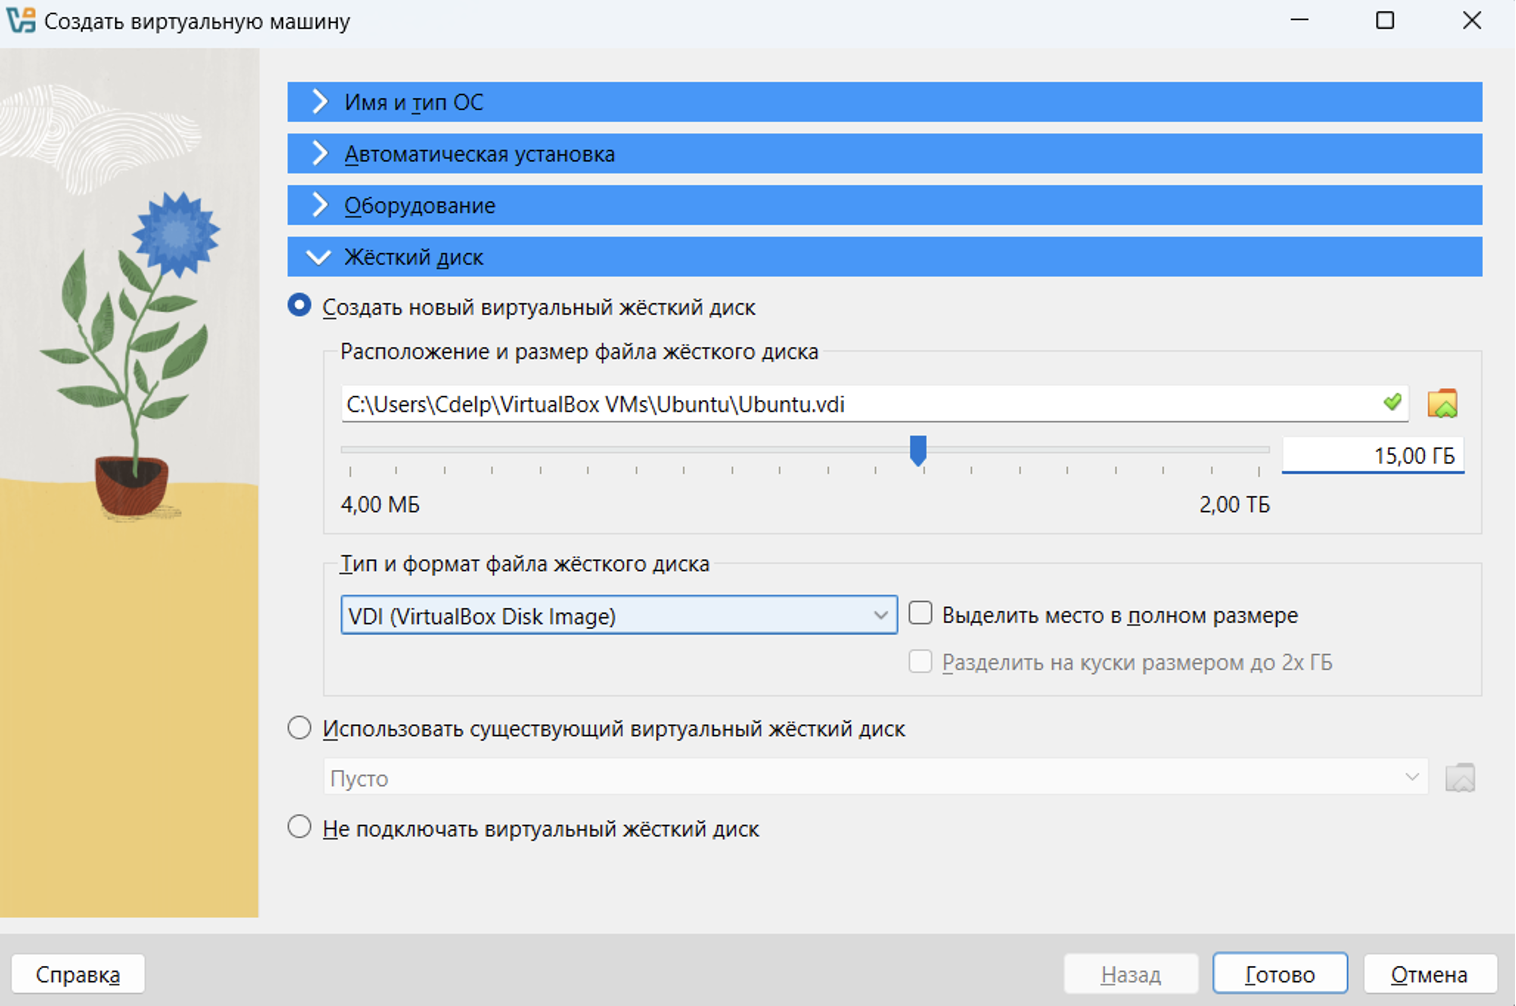 Создать виртуальную машину
Имя и тип ОС
Автоматическая установка
Оборудование
Жёсткий диск
Создать новый виртуальный жёсткий диск
Расположение и размер файла жёсткого диска
C:\Users\Cdelp\VirtualBox VMs\Ubuntu\Ubuntu.vdi
15,00 ГБ
4,00 МБ 2,00 ТБ
Тип и формат файла жёсткого диска
VDI (VirtualBox Disk Image) Выделить место в полном размере
Разделить на куски размером до 2х ГБ
Использовать существующий виртуальный жёсткий диск
Пусто
Не подключать виртуальный жёсткий диск
Справка Назад Готово Отмена